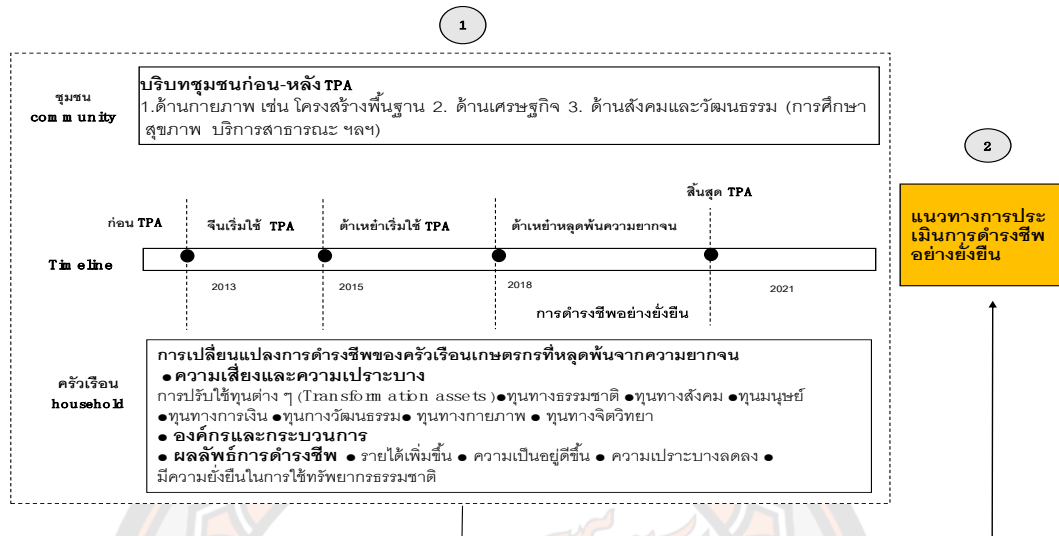 1
ชุมชน
community
บริบทชุมชนก่อน-หลัง TPA
1.ด้านกายภาพ เช่น โครงสร้างพื้นฐาน 2. ด้านเศรษฐกิจ 3. ด้านสังคมและวัฒนธรรม (การศึกษา
สุขภาพ บริการสาธารณะ ฯลฯ)
2
สิ้นสุด TPA
ก่อน TPA
จีนเริ่มใช้ TPA
ต้าเหย๋าเริ่มใช้ TPA
ต้าเหย๋าหลุดพ้นความยากจน
แนวทางการประ
เมินการดำรงชีพ
อย่างยั่งยืน
Timeline
2013
2015
2018
2021
การดำรงชีพอย่างยั่งยืน
ครัวเรือน
household
การเปลี่ยนแปลงการดำรงชีพของครัวเรือนเกษตรกรที่หลุดพ้นจากความยากจน
●ความเสี่ยงและความเปราะบาง
การปรับใช้ทุนต่าง ๆ (Transformation assets)●ทุนทางธรรมชาติ ●ทุนทางสังคม ●ทุนมนุษย์
●ทุนทางการเงิน ●ทุนทางวัฒนธรรม● ทุนทางกายภาพ ● ทุนทางจิตวิทยา
● องค์กรและกระบวนการ
● ผลลัพธ์การดำรงชีพ ● รายได้เพิ่มขึ้น ● ความเป็นอยู่ดีขึ้น ● ความเปราะบางลดลง ●
มีความยั่งยืนในการใช้ทรัพยากรธรรมชาติ